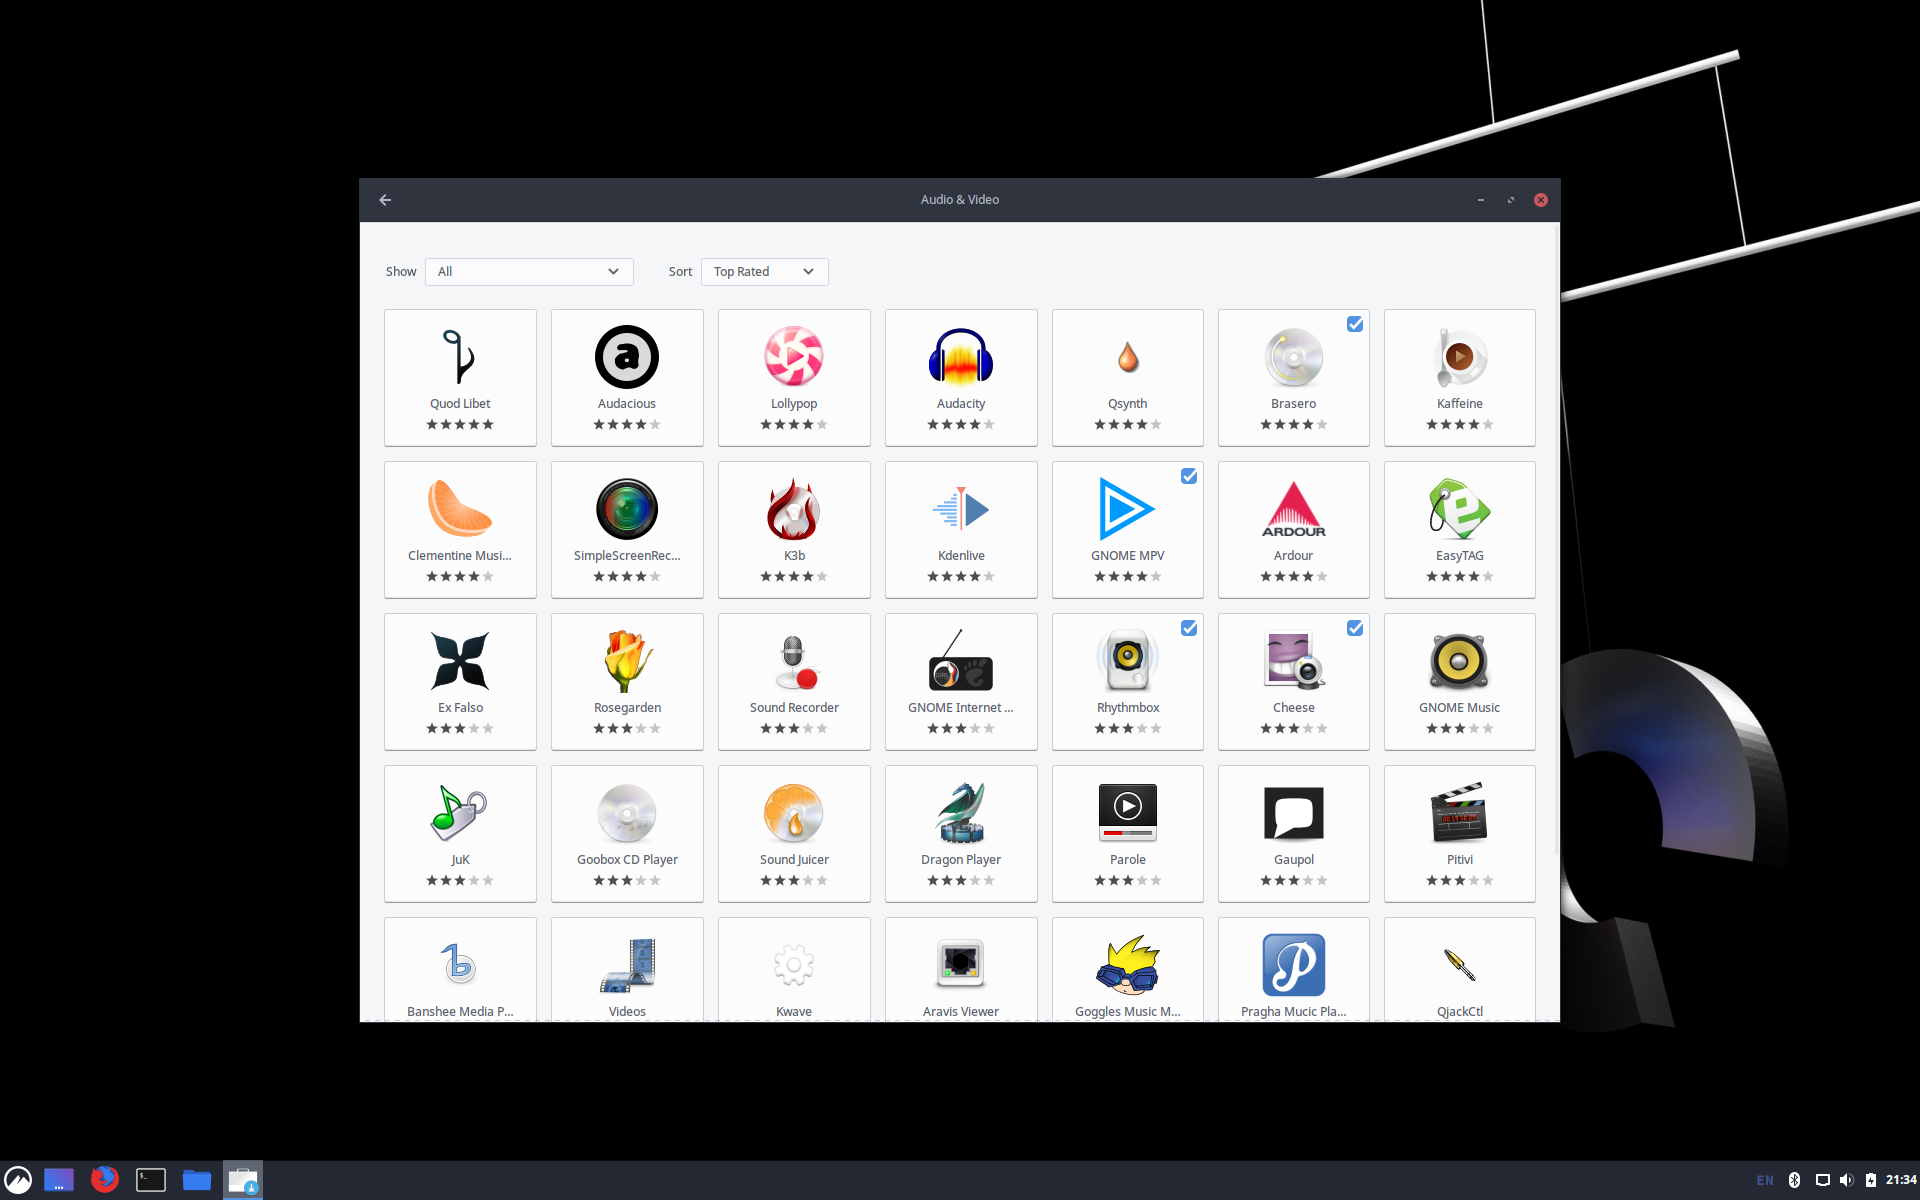 Audio & Video
Show All Sort Top Rated
a
Quod Libet Audacious Lollypop Audacity Qsynth Brasero Kaffeine
ARDOUR
e
Clementine Musi... SimpleScreenRec... K3b Kdenlive GNOME MPV Ardour EasyTAG
Ex Falso Rosegarden Sound Recorder GNOME Internet ... Rhythmbox Cheese GNOME Music
JuK Goobox CD Player Sound Juicer Dragon Player Parole Gaupol Pitivi
Banshee Media P... Videos Kwave Aravis Viewer Goggles Music M... Pragha Mucic Pla... QjackCtl
EN 21:34